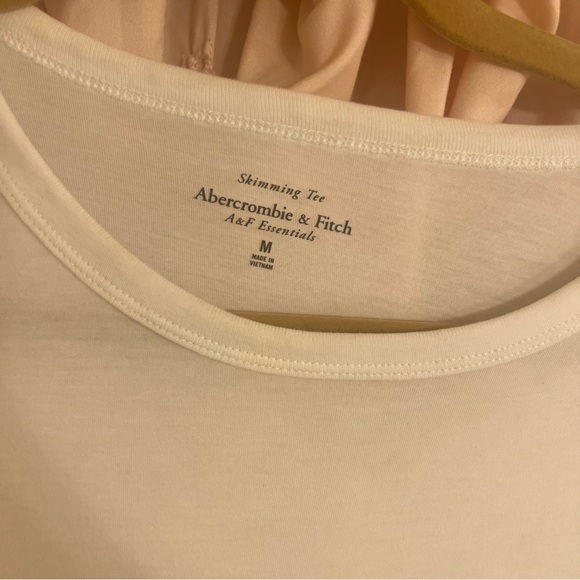 Skimming Tee
Abercrombie & Fitch
A&F Essentials
M
MADE IN
VIETNAM